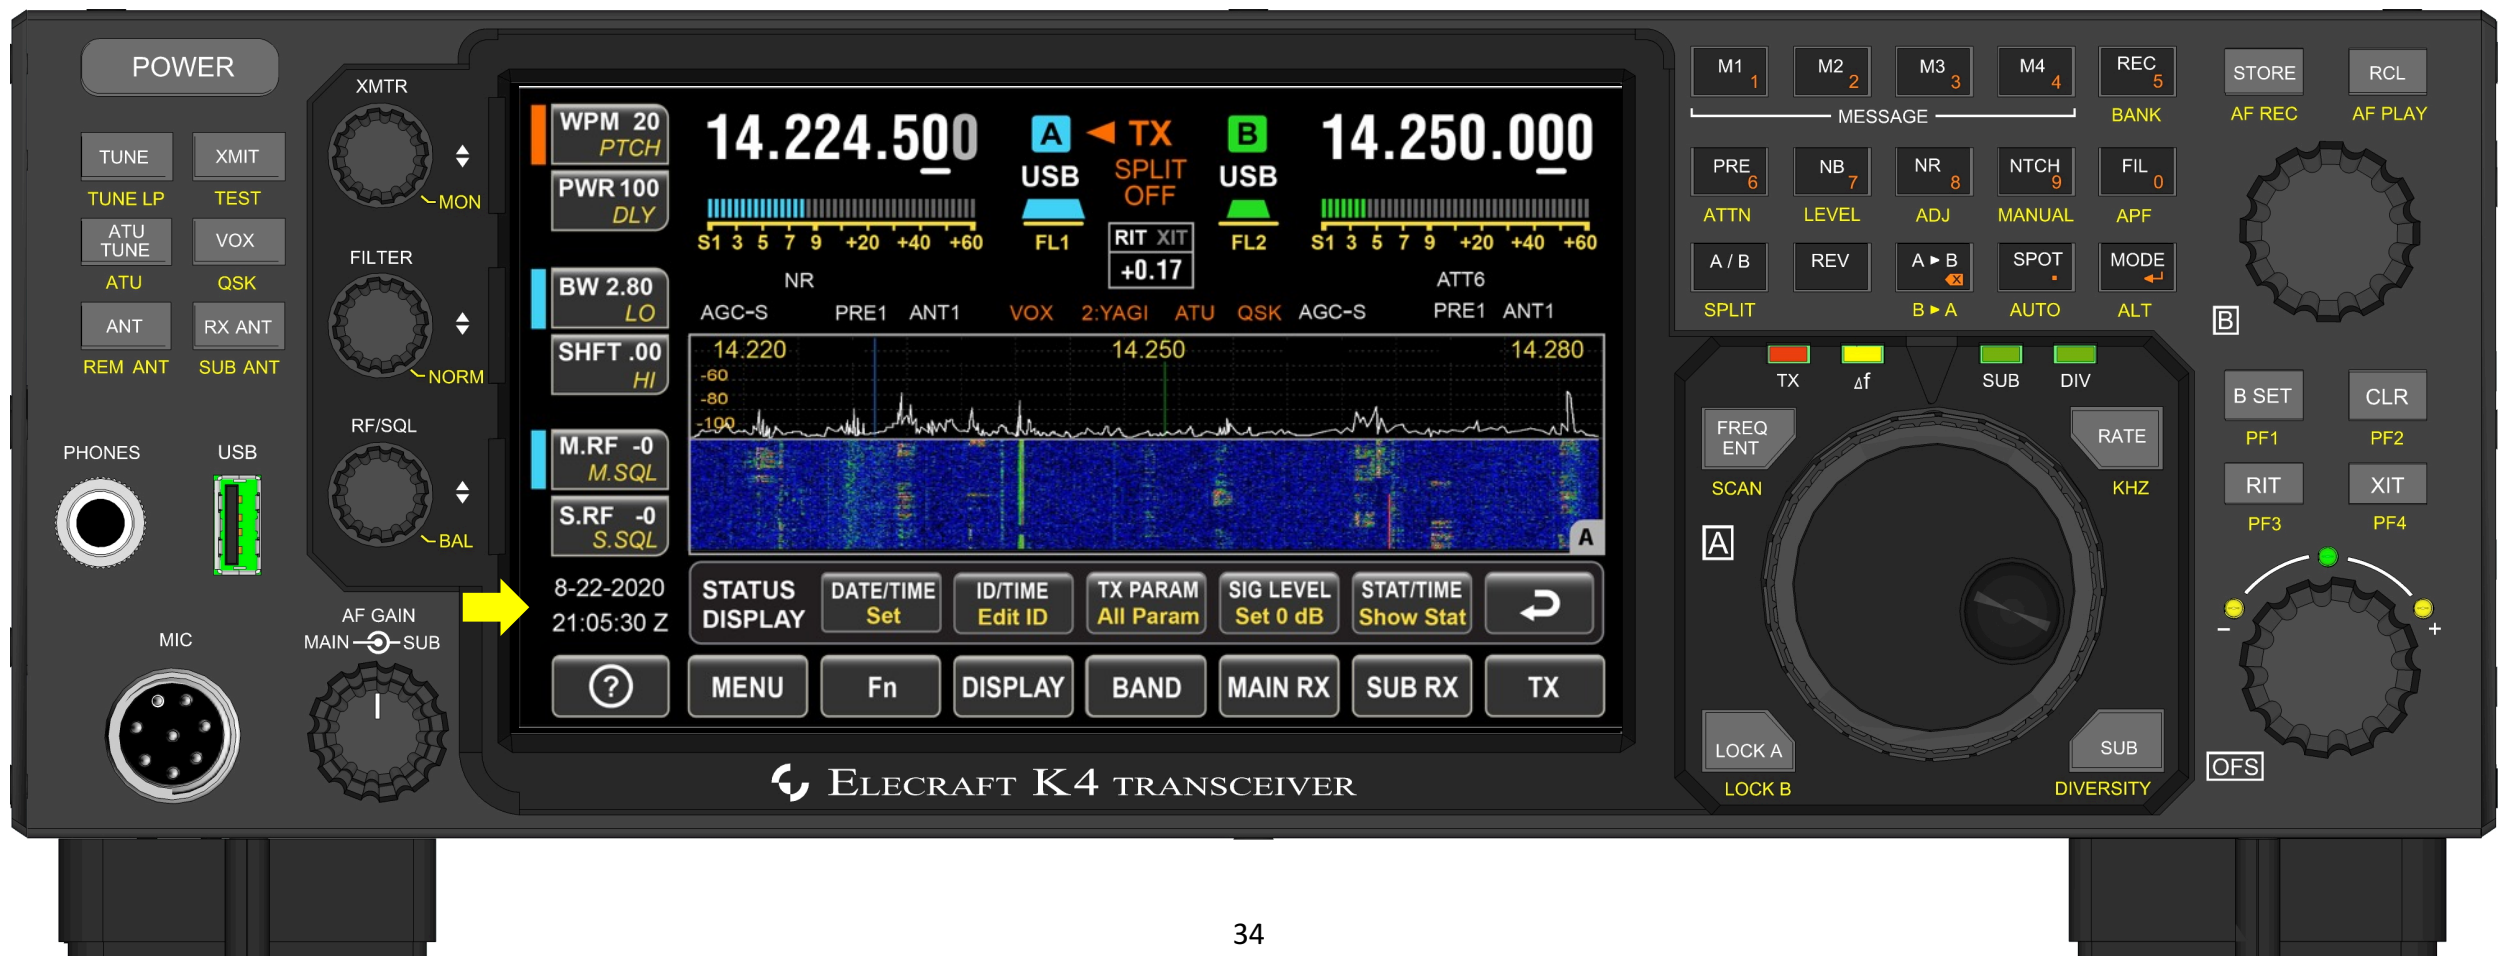 POWER
TUNE XMIT
TUNE LP TEST
ATU TUNE VOX
ATU QSK
ANT RX ANT
REM ANT SUB ANT
PHONES USB
MIC
XMTR
MON
FILTER
NORM
RF/SQL
BAL
AF GAIN
MAIN SUB
WPM 20
PTCH
PWR 100
DLY
BW 2.80
LO
SHFT .00
HI
M.RF -0
M.SQL
S.RF -0
S.SQL
8-22-2020
21:05:30 Z
14.224.500 A TX B 14.250.000
USB SPLIT OFF USB
S1 3 5 7 9 +20 +40 +60 FL1 RIT XIT FL2 S1 3 5 7 9 +20 +40 +60
+0.17
NR ATT6
AGC-S PRE1 ANT1 VOX 2:YAGI ATU QSK AGC-S PRE1 ANT1
14.220 14.250 14.280
-60
-80
-100
A
STATUS DISPLAY
DATE/TIME ID/TIME TX PARAM SIG LEVEL STAT/TIME
Set Edit ID All Param Set 0 dB Show Stat
? MENU Fn DISPLAY BAND MAIN RX SUB RX TX
ELECRAFT K4 TRANSCEIVER
M1 1 M2 2 M3 3 M4 4 REC 5
MESSAGE BANK
PRE 6 NB 7 NR 8 NTCH 9 FIL 0
ATTN LEVEL ADJ MANUAL APF
A / B REV A ▸ B SPOT . MODE
SPLIT B ▸ A AUTO ALT
TX Δf SUB DIV
FREQ ENT RATE
SCAN KHZ
A
LOCK A SUB
LOCK B DIVERSITY
STORE RCL
AF REC AF PLAY
B
B SET CLR
PF1 PF2
RIT XIT
PF3 PF4
− +
OFS
34